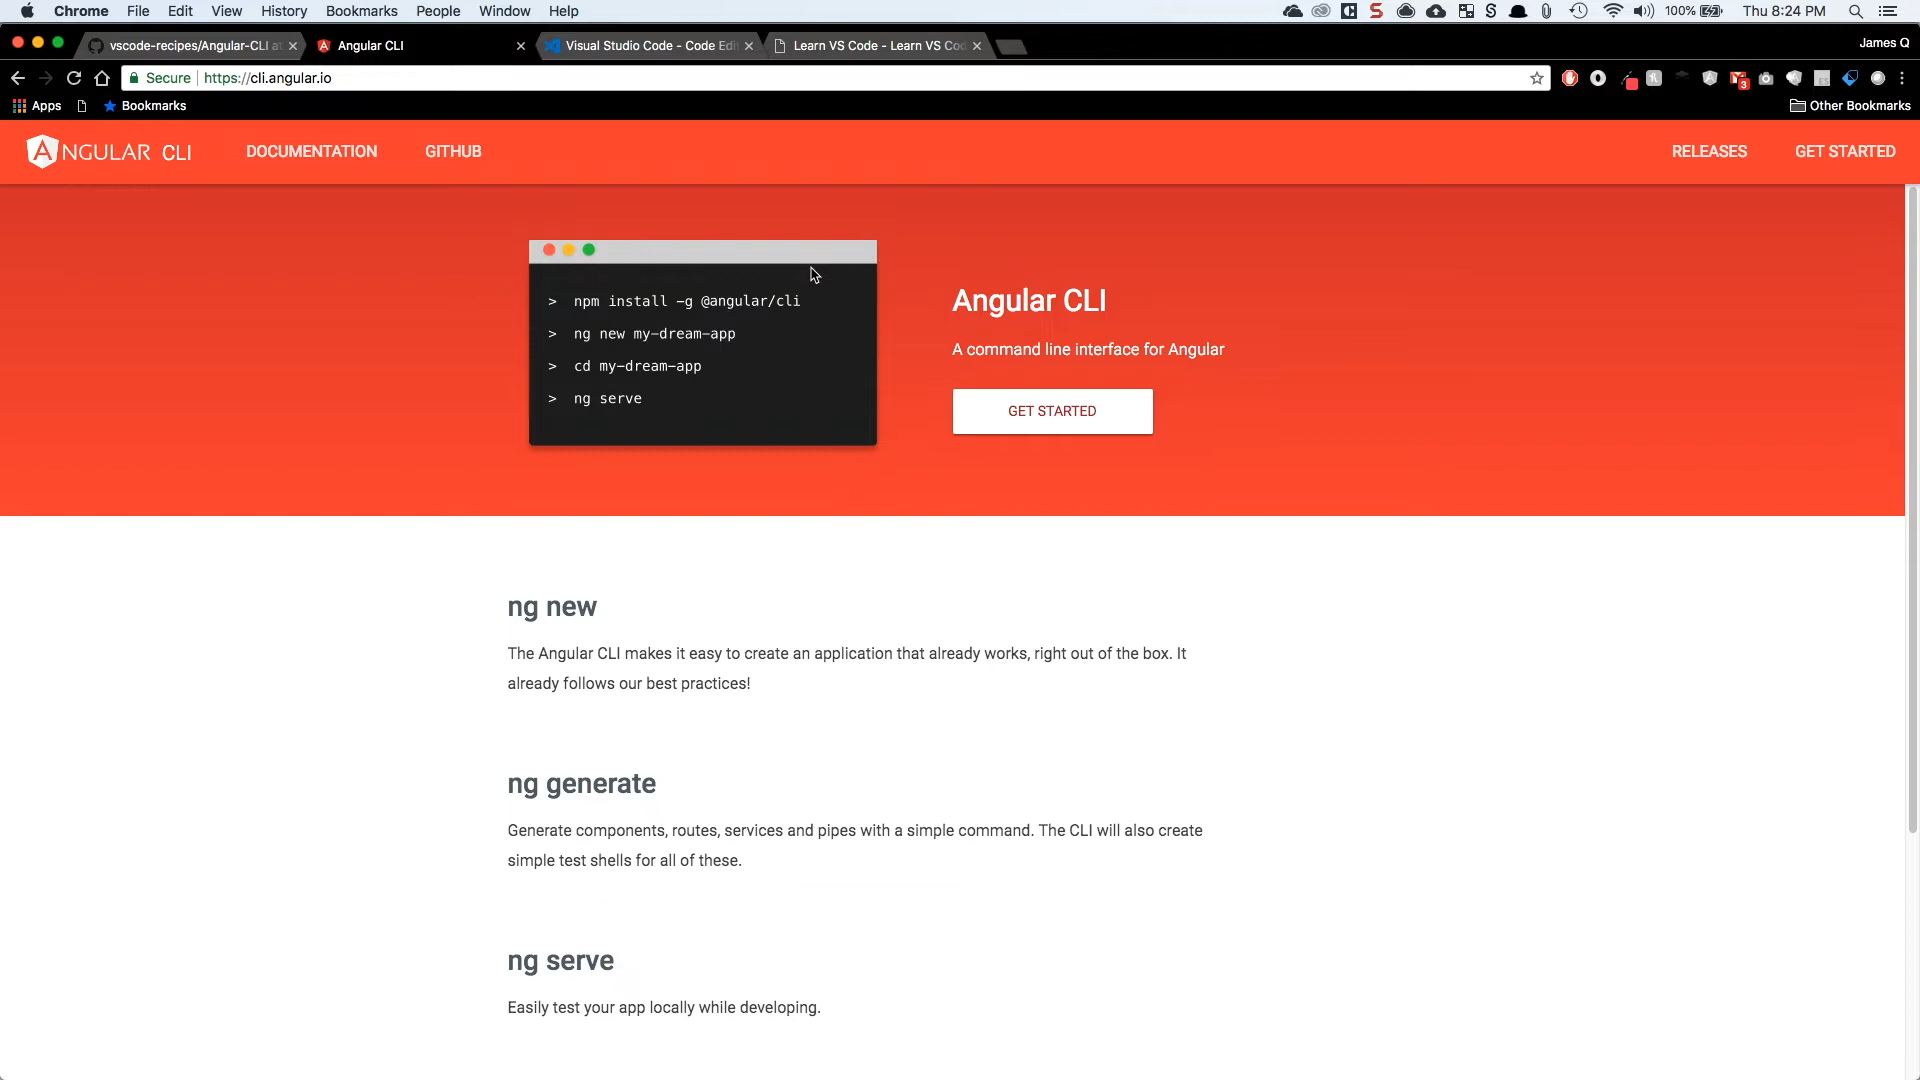 Chrome File Edit View History Bookmarks People Window Help 100% Thu 8:24 PM
vscode-recipes/Angular-CLI at Angular CLI Visual Studio Code - Code Edi Learn VS Code - Learn VS Cod James Q
Secure https://cli.angular.io
Apps Bookmarks Other Bookmarks
ANGULAR CLI DOCUMENTATION GITHUB RELEASES GET STARTED
> npm install -g @angular/cli
> ng new my-dream-app
> cd my-dream-app
> ng serve
Angular CLI
A command line interface for Angular
GET STARTED
ng new
The Angular CLI makes it easy to create an application that already works, right out of the box. It
already follows our best practices!
ng generate
Generate components, routes, services and pipes with a simple command. The CLI will also create
simple test shells for all of these.
ng serve
Easily test your app locally while developing.